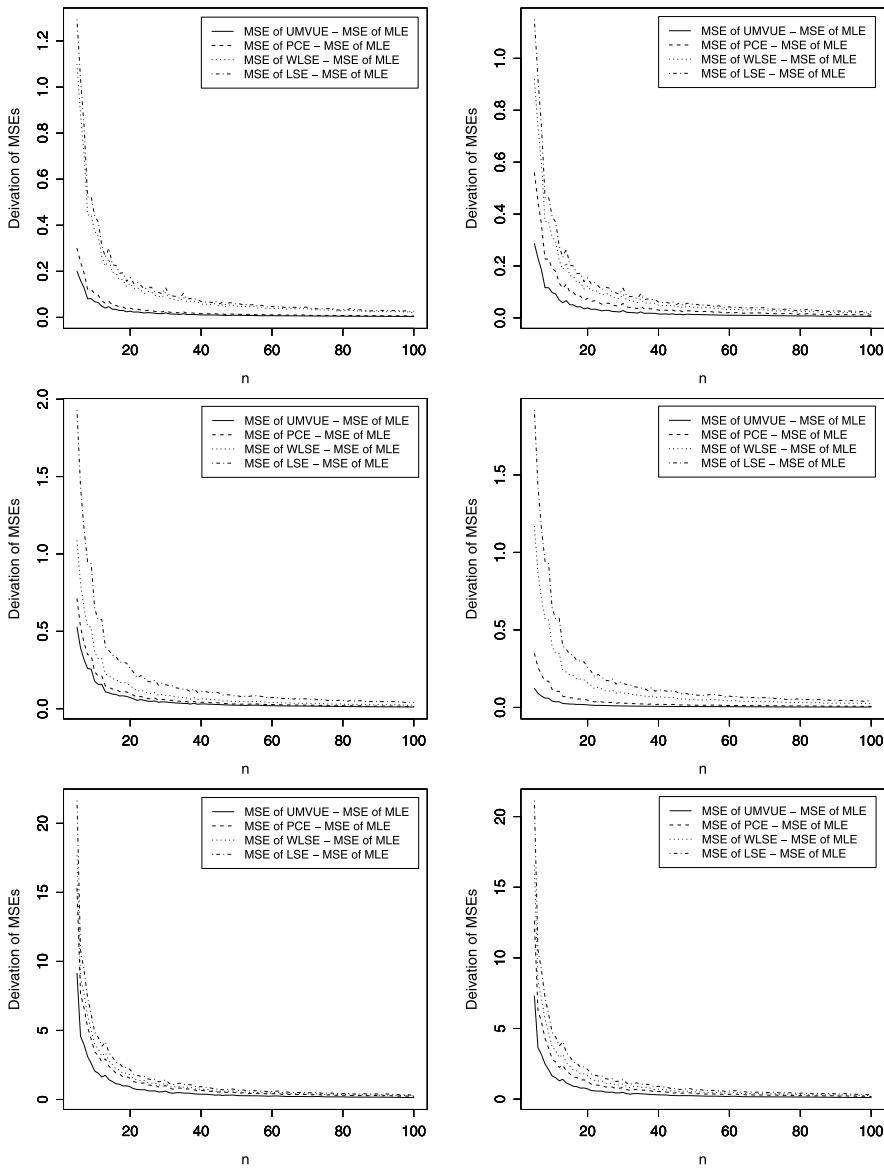 MSE of UMVUE − MSE of MLE
MSE of PCE − MSE of MLE
MSE of WLSE − MSE of MLE
MSE of LSE − MSE of MLE
Deivation of MSEs
0.0 0.2 0.4 0.6 0.8 1.0 1.2
20 40 60 80 100
n
MSE of UMVUE − MSE of MLE
MSE of PCE − MSE of MLE
MSE of WLSE − MSE of MLE
MSE of LSE − MSE of MLE
Deivation of MSEs
0.0 0.2 0.4 0.6 0.8 1.0
20 40 60 80 100
n
MSE of UMVUE − MSE of MLE
MSE of PCE − MSE of MLE
MSE of WLSE − MSE of MLE
MSE of LSE − MSE of MLE
Deivation of MSEs
0.0 0.5 1.0 1.5 2.0
20 40 60 80 100
n
MSE of UMVUE − MSE of MLE
MSE of PCE − MSE of MLE
MSE of WLSE − MSE of MLE
MSE of LSE − MSE of MLE
Deivation of MSEs
0.0 0.5 1.0 1.5
20 40 60 80 100
n
MSE of UMVUE − MSE of MLE
MSE of PCE − MSE of MLE
MSE of WLSE − MSE of MLE
MSE of LSE − MSE of MLE
Deivation of MSEs
0 5 10 15 20
20 40 60 80 100
n
MSE of UMVUE − MSE of MLE
MSE of PCE − MSE of MLE
MSE of WLSE − MSE of MLE
MSE of LSE − MSE of MLE
Deivation of MSEs
0 5 10 15 20
20 40 60 80 100
n